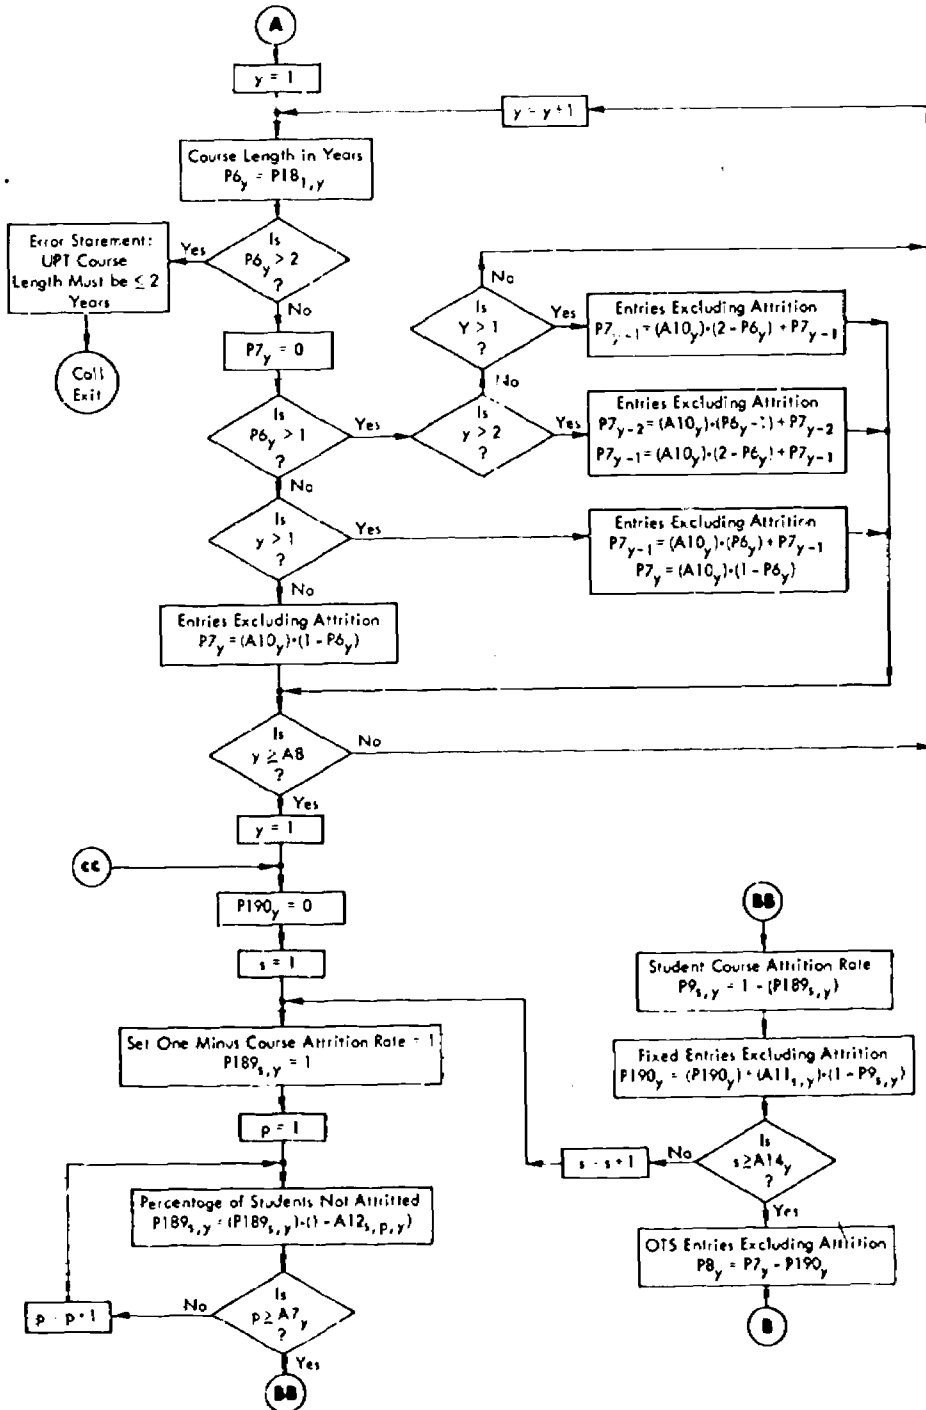 A
y = 1
y = y + 1
Course Length in Years
P6y = P181,y
Is
P6y > 2
?
Yes
Error Statement:
UPT Course
Length Must be ≤ 2
Years
Call
Exit
No
P7y = 0
Is
P6y > 1
?
Yes
Is
y > 2
?
No
Is
Y > 1
?
No
Yes
Entries Excluding Attrition
P7y-1 = (A10y)·(2 - P6y) + P7y-1
Yes
Entries Excluding Attrition
P7y-2 = (A10y)·(P6y-1) + P7y-2
P7y-1 = (A10y)·(2 - P6y) + P7y-1
No
Is
y > 1
?
Yes
Entries Excluding Attrition
P7y-1 = (A10y)·(P6y) + P7y-1
P7y = (A10y)·(1 - P6y)
No
Entries Excluding Attrition
P7y = (A10y)·(1 - P6y)
Is
y ≥ A8
?
No
Yes
y = 1
CC
P190y = 0
s = 1
Set One Minus Course Attrition Rate = 1
P189s,y = 1
p = 1
Percentage of Students Not Attritted
P189s,y = (P189s,y)·(1 - A12s,p,y)
Is
p ≥ A7y
?
No
p = p + 1
Yes
BB
BB
Student Course Attrition Rate
P9s,y = 1 - (P189s,y)
Fixed Entries Excluding Attrition
P190y = (P190y) + (A11s,y)·(1 - P9s,y)
Is
s ≥ A14y
?
No
s = s + 1
Yes
OTS Entries Excluding Attrition
P8y = P7y - P190y
B